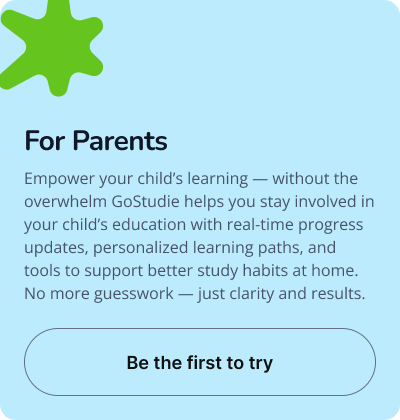 For Parents
Empower your child’s learning — without the
overwhelm GoStudie helps you stay involved in
your child’s education with real-time progress
updates, personalized learning paths, and
tools to support better study habits at home.
No more guesswork — just clarity and results.
Be the first to try